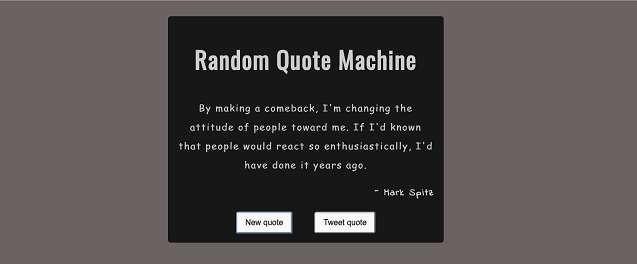 Random Quote Machine
By making a comeback, I'm changing the
attitude of people toward me. If I'd known
that people would react so enthusiastically, I'd
have done it years ago.
~ Mark Spitz
New quote
Tweet quote